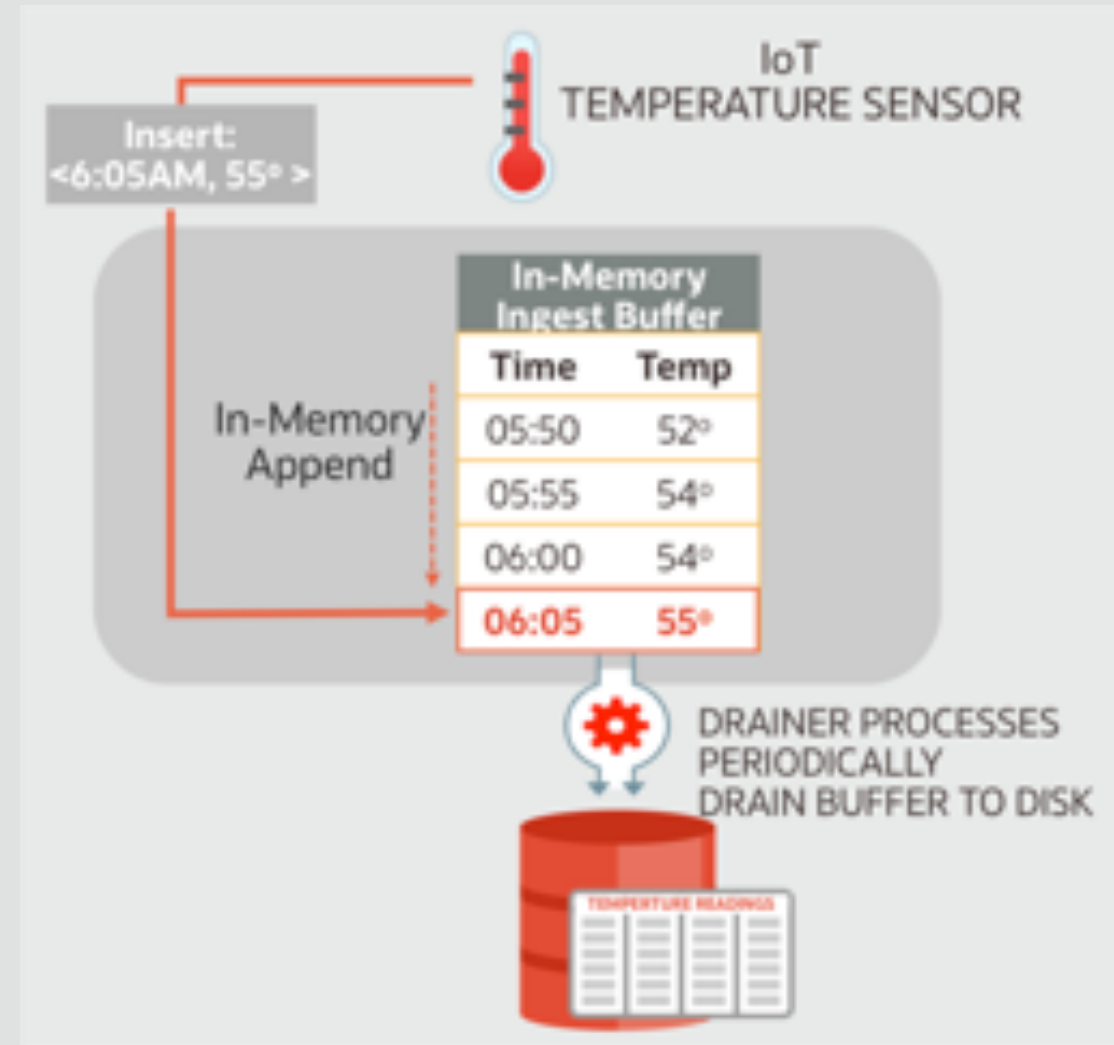 IoT
TEMPERATURE SENSOR
Insert:
<6:05AM, 55° >
In-Memory
Ingest Buffer
Time Temp
05:50 52°
05:55 54°
06:00 54°
06:05 55°
In-Memory
Append
DRAINER PROCESSES
PERIODICALLY
DRAIN BUFFER TO DISK
TEMPERTURE READINGS